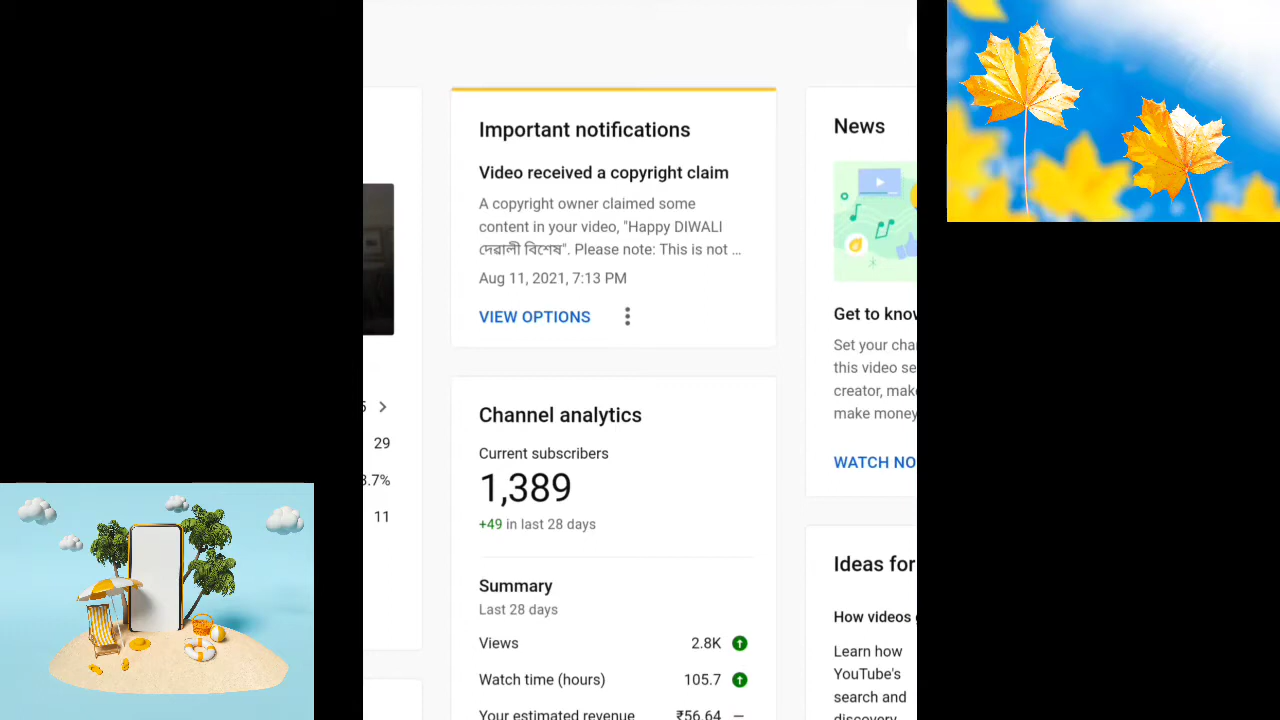 Important notifications
Video received a copyright claim
A copyright owner claimed some
content in your video, "Happy DIWALI
দেৱালী বিশেষ". Please note: This is not ...
Aug 11, 2021, 7:13 PM
VIEW OPTIONS
Channel analytics
Current subscribers
1,389
+49 in last 28 days
Summary
Last 28 days
Views 2.8K
Watch time (hours) 105.7
Your estimated revenue ₹56.64 —
29
3.7%
11
News
Get to know
Set your cha
this video se
creator, make
make money
WATCH NO
Ideas for
How videos
Learn how
YouTube's
search and
discovery